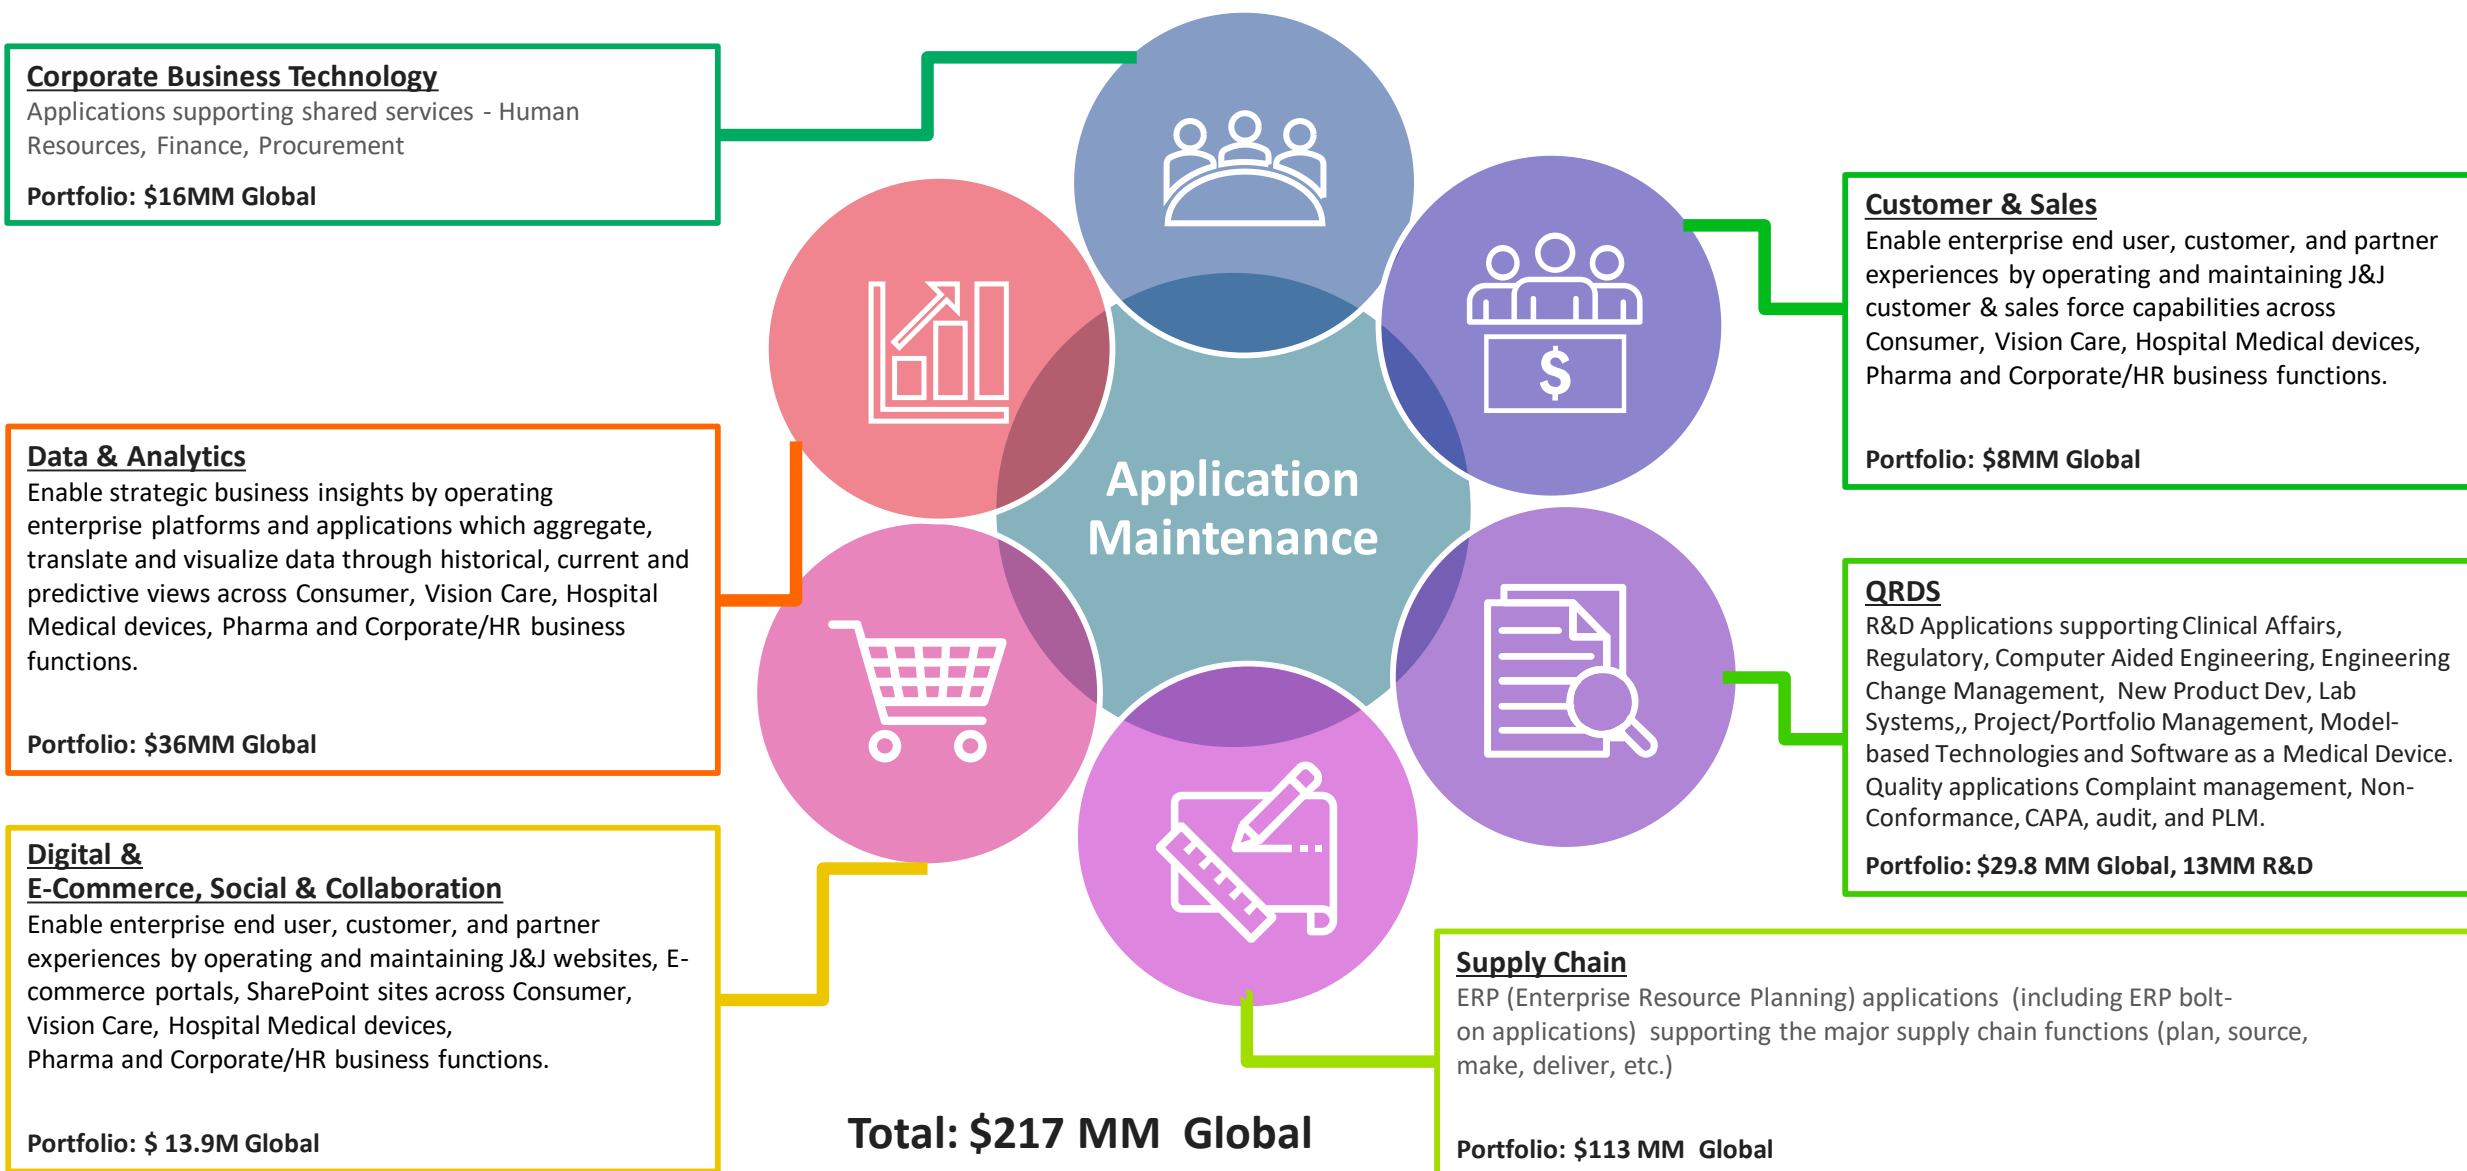 Corporate Business Technology
Applications supporting shared services - Human
Resources, Finance, Procurement
Portfolio: $16MM Global
Data & Analytics
Enable strategic business insights by operating
enterprise platforms and applications which aggregate,
translate and visualize data through historical, current and
predictive views across Consumer, Vision Care, Hospital
Medical devices, Pharma and Corporate/HR business
functions.
Portfolio: $36MM Global
Digital &
E-Commerce, Social & Collaboration
Enable enterprise end user, customer, and partner
experiences by operating and maintaining J&J websites, E-
commerce portals, SharePoint sites across Consumer,
Vision Care, Hospital Medical devices,
Pharma and Corporate/HR business functions.
Portfolio: $ 13.9M Global
Application
Maintenance
$
Customer & Sales
Enable enterprise end user, customer, and partner
experiences by operating and maintaining J&J
customer & sales force capabilities across
Consumer, Vision Care, Hospital Medical devices,
Pharma and Corporate/HR business functions.
Portfolio: $8MM Global
QRDS
R&D Applications supporting Clinical Affairs,
Regulatory, Computer Aided Engineering, Engineering
Change Management, New Product Dev, Lab
Systems,, Project/Portfolio Management, Model-
based Technologies and Software as a Medical Device.
Quality applications Complaint management, Non-
Conformance, CAPA, audit, and PLM.
Portfolio: $29.8 MM Global, 13MM R&D
Supply Chain
ERP (Enterprise Resource Planning) applications (including ERP bolt-
on applications) supporting the major supply chain functions (plan, source,
make, deliver, etc.)
Portfolio: $113 MM Global
Total: $217 MM Global